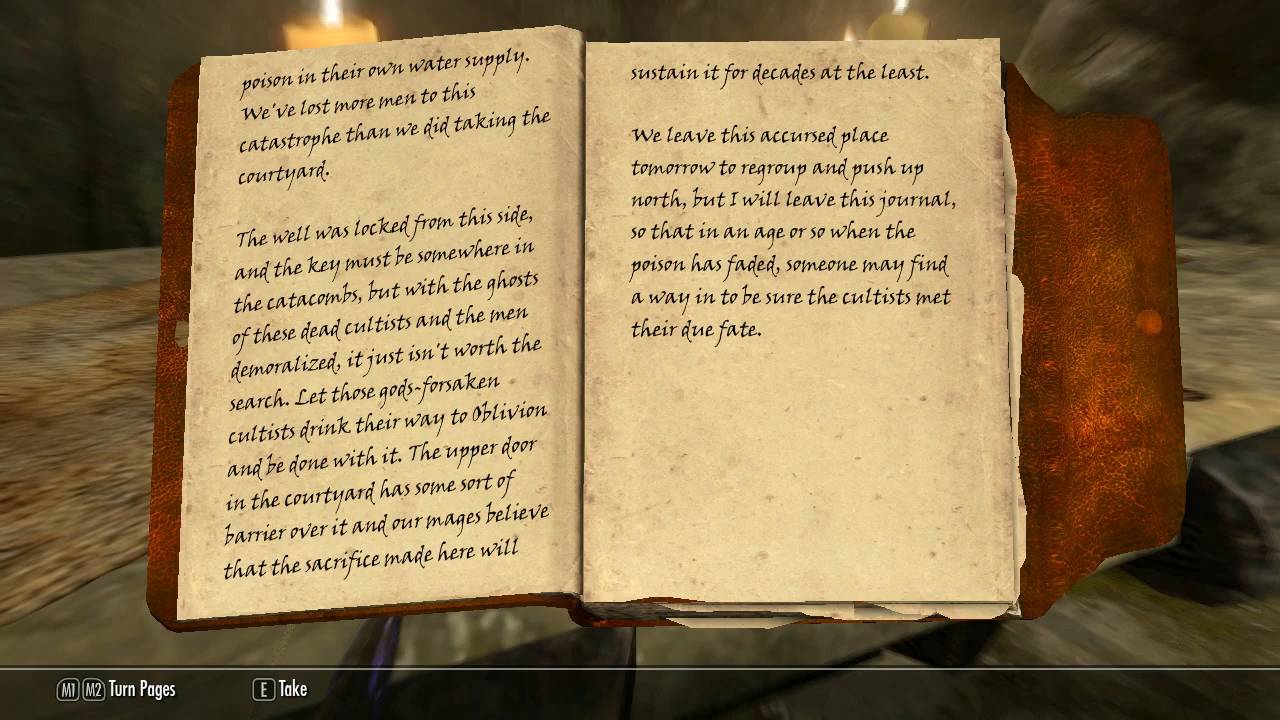 poison in their own water supply.
We've lost more men to this
catastrophe than we did taking the
courtyard.
The well was locked from this side,
and the key must be somewhere in
the catacombs, but with the ghosts
of these dead cultists and the men
demoralized, it just isn't worth the
search. Let those gods-forsaken
cultists drink their way to Oblivion
and be done with it. The upper door
in the courtyard has some sort of
barrier over it and our mages believe
that the sacrifice made here will
sustain it for decades at the least.
We leave this accursed place
tomorrow to regroup and push up
north, but I will leave this journal,
so that in an age or so when the
poison has faded, someone may find
a way in to be sure the cultists met
their due fate.
M1 M2 Turn Pages E Take